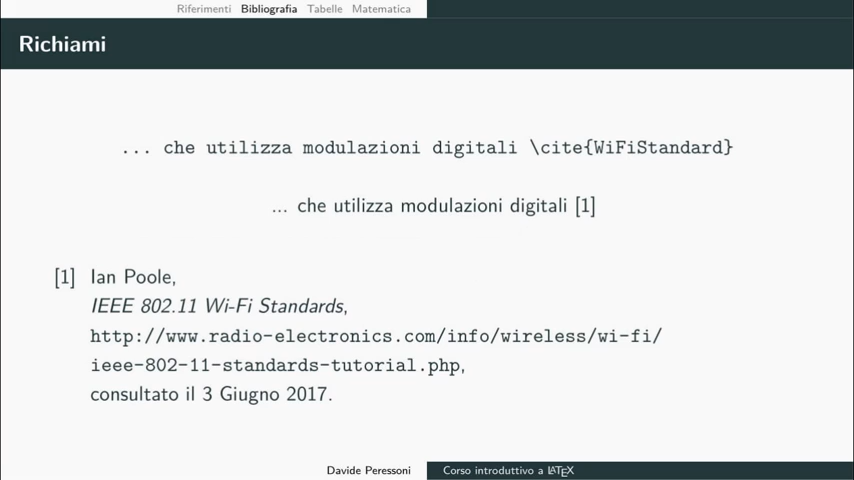 Riferimenti Bibliografia Tabelle Matematica
Richiami
... che utilizza modulazioni digitali \cite{WiFiStandard}
... che utilizza modulazioni digitali [1]
[1] Ian Poole,
IEEE 802.11 Wi-Fi Standards,
http://www.radio-electronics.com/info/wireless/wi-fi/
ieee-802-11-standards-tutorial.php,
consultato il 3 Giugno 2017.
Davide Peressoni Corso introduttivo a LATEX